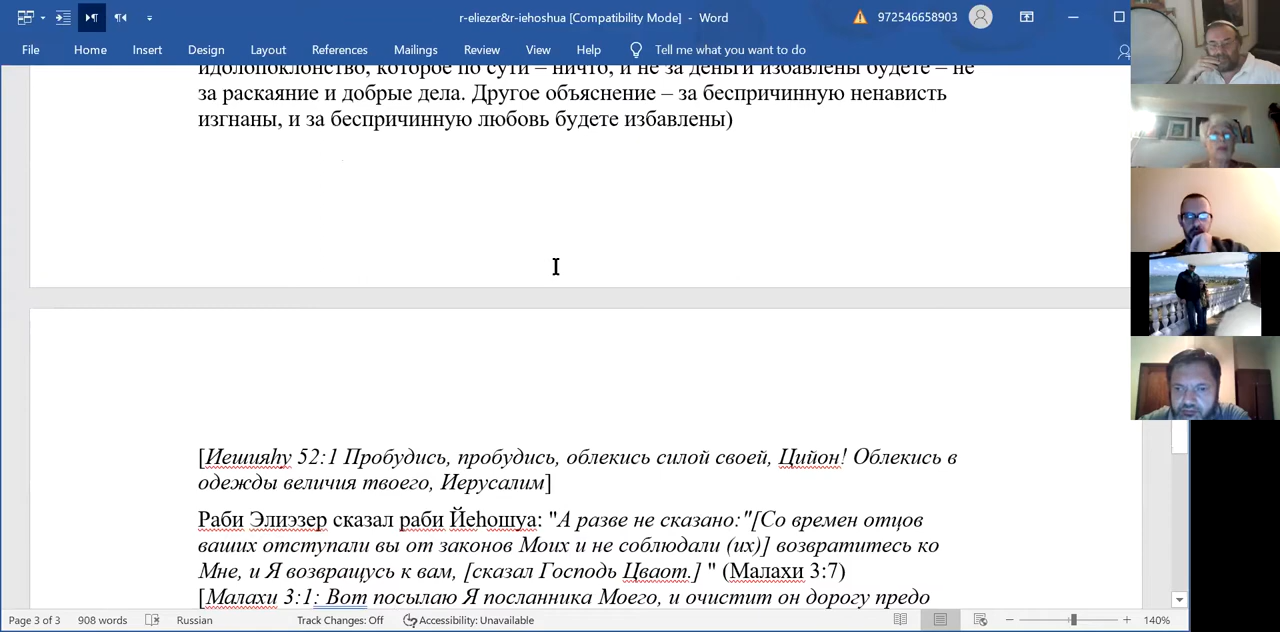 r-eliezer&r-iehoshua [Compatibility Mode] - Word
972546658903
File Home Insert Design Layout References Mailings Review View Help Tell me what you want to do
идолопоклонство, которое по сути – ничто, и не за деньги избавлены будете – не
за раскаяние и добрые дела. Другое объяснение – за беспричинную ненависть
изгнаны, и за беспричинную любовь будете избавлены)
[Иешияhу 52:1 Пробудись, пробудись, облекись силой своей, Цийон! Облекись в
одежды величия твоего, Иерусалим]
Раби Элиэзер сказал раби Йеhошуа: "А разве не сказано:"[Со времен отцов
ваших отступали вы от законов Моих и не соблюдали (их)] возвратитесь ко
Мне, и Я возвращусь к вам, [сказал Господь Цваот.] " (Малахи 3:7)
[Малахи 3:1: Вот посылаю Я посланника Моего, и очистит он дорогу предо
Page 3 of 3 908 words Russian Track Changes: Off Accessibility: Unavailable 140%